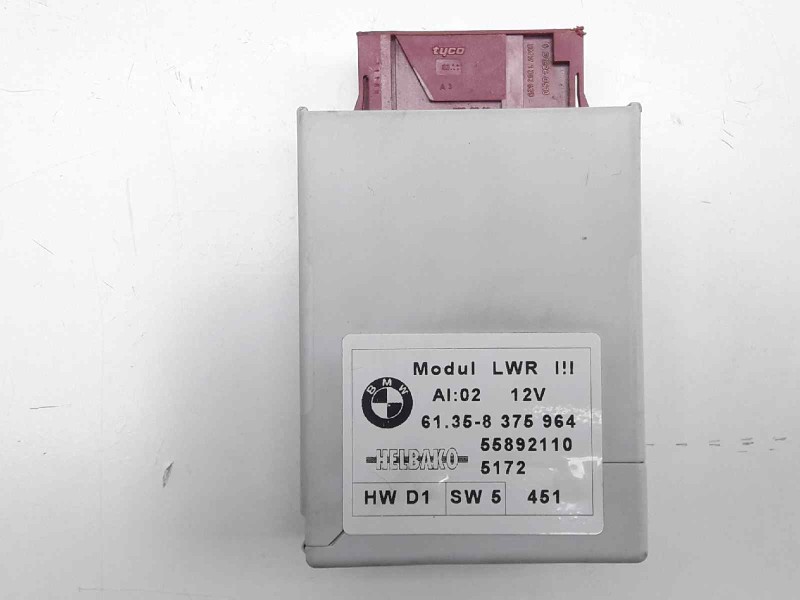 tyco
A 3
Modul LWR I!I
BMW
AI:02 12V
61.35-8 375 964
55892110
HELBAKO
5172
HW D1 SW 5 451